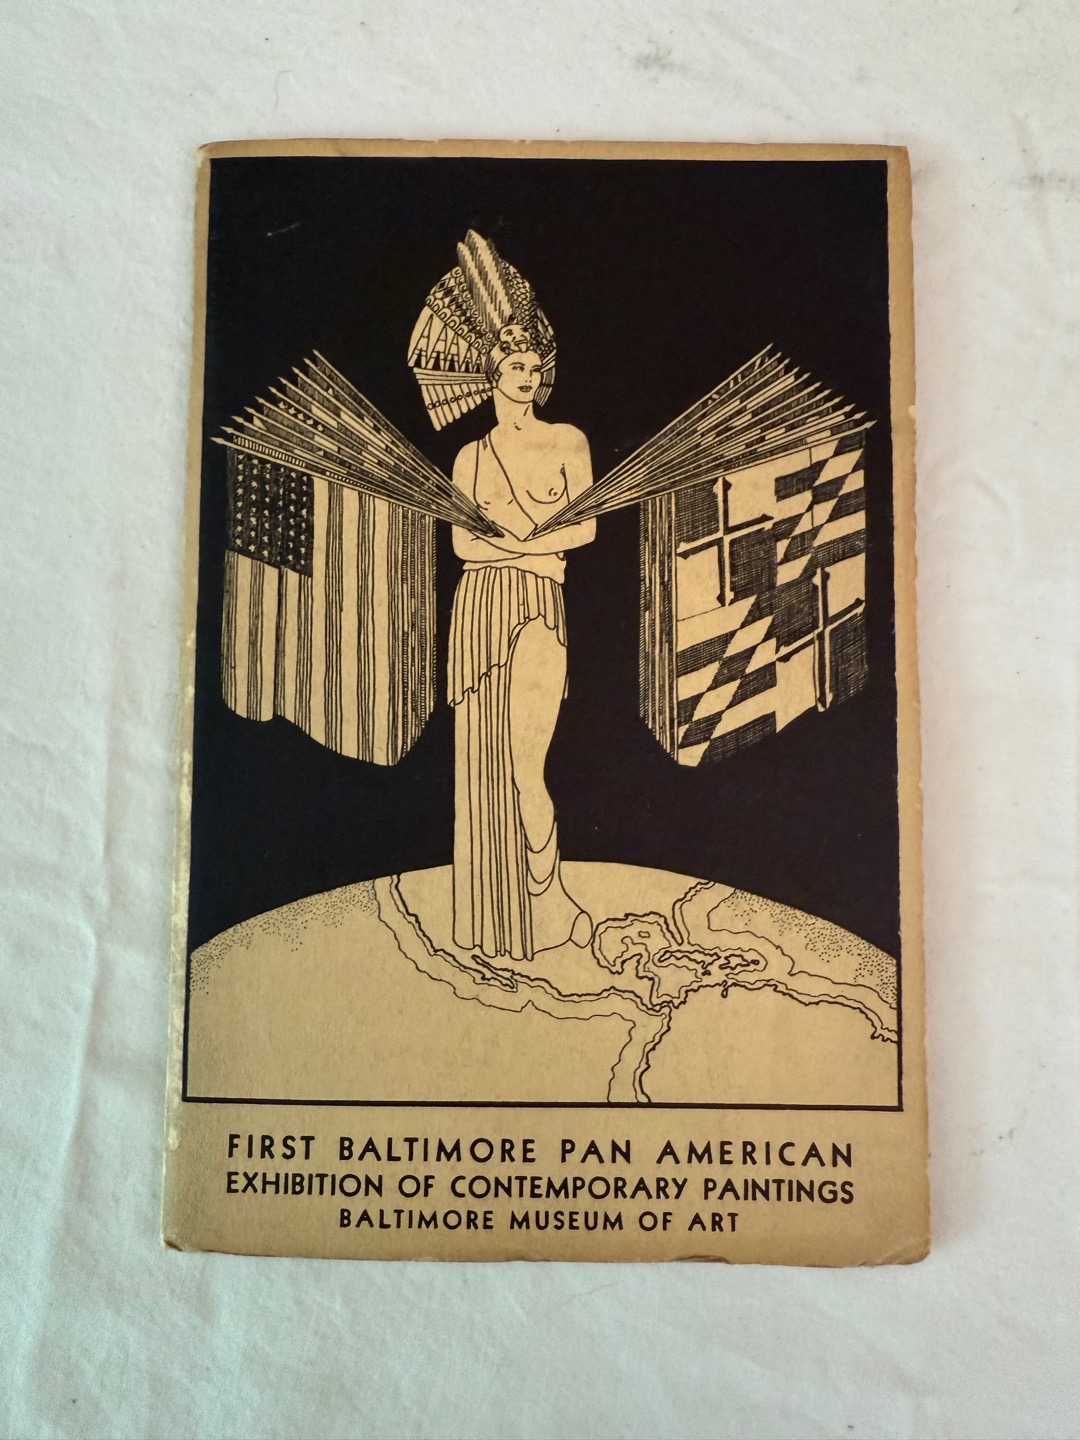 FIRST BALTIMORE PAN AMERICAN
EXHIBITION OF CONTEMPORARY PAINTINGS
BALTIMORE MUSEUM OF ART